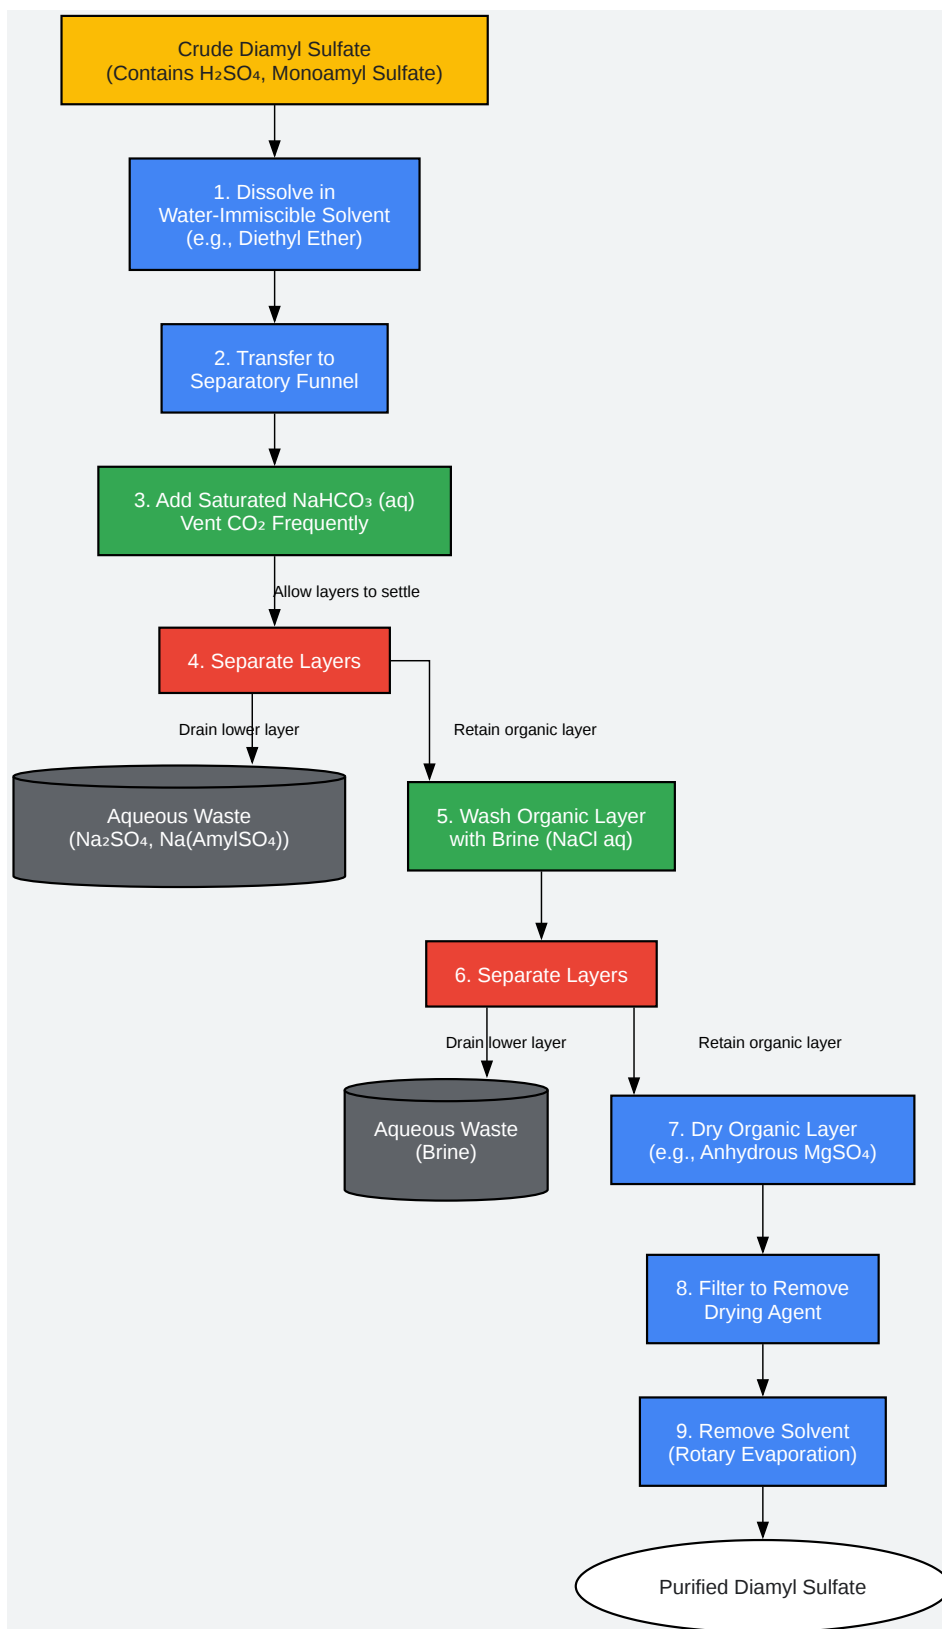 Crude Diamyl Sulfate
(Contains H₂SO₄, Monoamyl Sulfate)
1. Dissolve in
Water-Immiscible Solvent
(e.g., Diethyl Ether)
2. Transfer to
Separatory Funnel
3. Add Saturated NaHCO₃ (aq)
Vent CO₂ Frequently
Allow layers to settle
4. Separate Layers
Drain lower layer
Retain organic layer
Aqueous Waste
(Na₂SO₄, Na(AmylSO₄))
5. Wash Organic Layer
with Brine (NaCl aq)
6. Separate Layers
Drain lower layer
Retain organic layer
Aqueous Waste
(Brine)
7. Dry Organic Layer
(e.g., Anhydrous MgSO₄)
8. Filter to Remove
Drying Agent
9. Remove Solvent
(Rotary Evaporation)
Purified Diamyl Sulfate